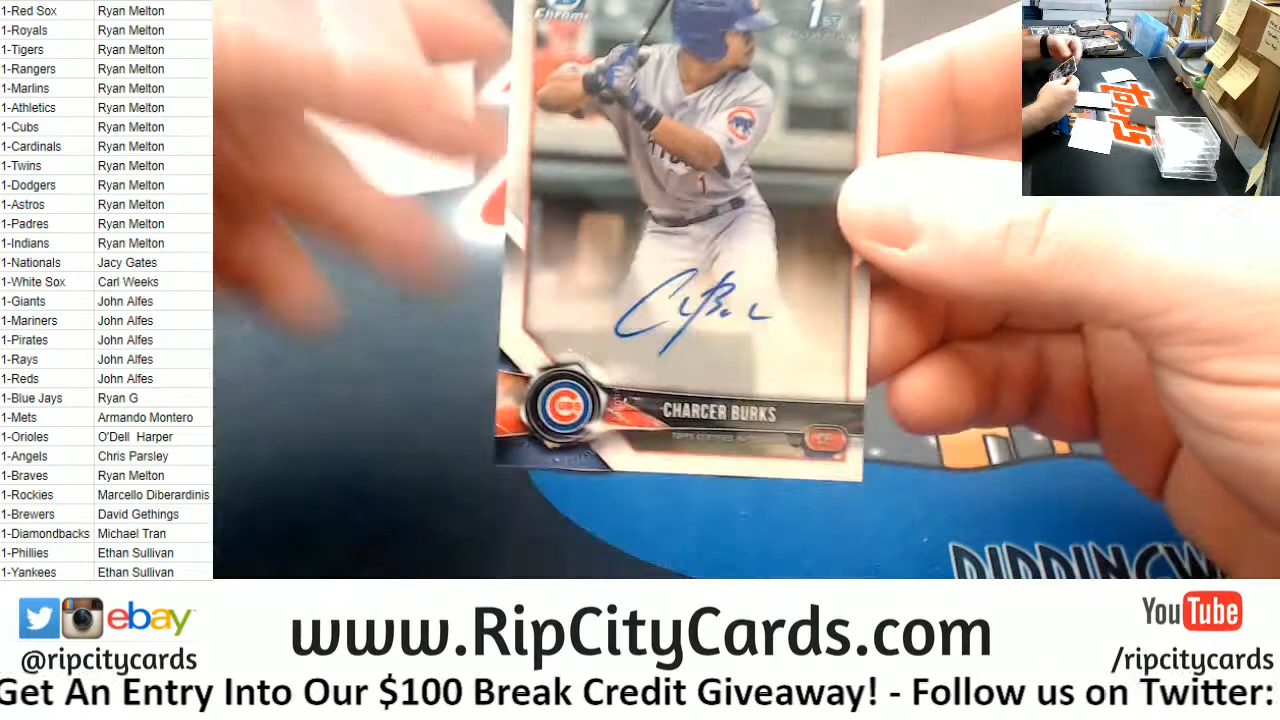 1-Red Sox Ryan Melton
1-Royals Ryan Melton
1-Tigers Ryan Melton
1-Rangers Ryan Melton
1-Marlins Ryan Melton
1-Athletics Ryan Melton
1-Cubs Ryan Melton
1-Cardinals Ryan Melton
1-Twins Ryan Melton
1-Dodgers Ryan Melton
1-Astros Ryan Melton
1-Padres Ryan Melton
1-Indians Ryan Melton
1-Nationals Jacy Gates
1-White Sox Carl Weeks
1-Giants John Alfes
1-Mariners John Alfes
1-Pirates John Alfes
1-Rays John Alfes
1-Reds John Alfes
1-Blue Jays Ryan G
1-Mets Armando Montero
1-Orioles O'Dell Harper
1-Angels Chris Parsley
1-Braves Ryan Melton
1-Rockies Marcello Diberardinis
1-Brewers David Gethings
1-Diamondbacks Michael Tran
1-Phillies Ethan Sullivan
1-Yankees Ethan Sullivan
Chrome
1ST
BOWMAN
1
CUBS
CHARCER BURKS
TOPPS
ebay
@ripcitycards
www.RipCityCards.com
YouTube
/ripcitycards
Get An Entry Into Our $100 Break Credit Giveaway! - Follow us on Twitter: